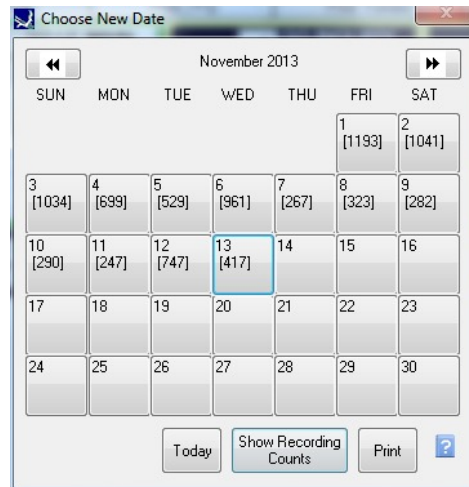 Choose New Date
November 2013
SUN MON TUE WED THU FRI SAT
1 2
[1193] [1041]
3 4 5 6 7 8 9
[1034] [699] [529] [961] [267] [323] [282]
10 11 12 13 14 15 16
[290] [247] [747] [417]
17 18 19 20 21 22 23
24 25 26 27 28 29 30
Today Show Recording Print ?
Counts